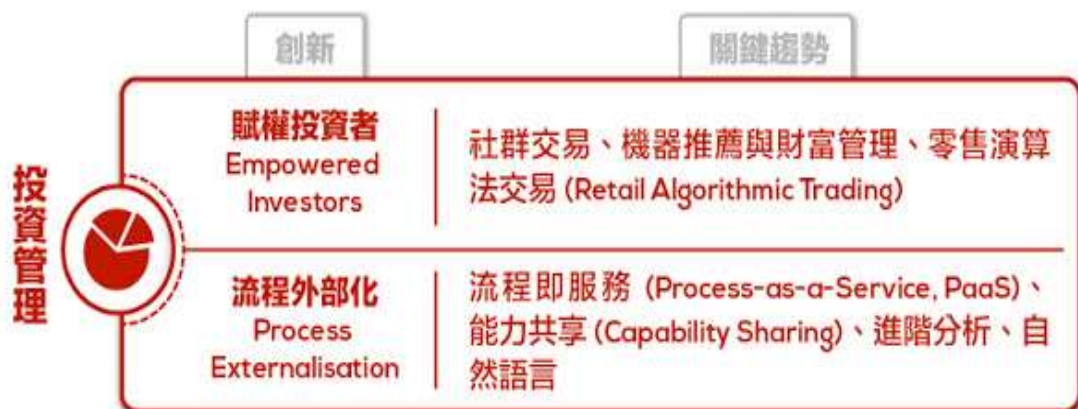 創新
關鍵趨勢
投資管理
賦權投資者
Empowered
Investors
社群交易、機器推薦與財富管理、零售演算
法交易 (Retail Algorithmic Trading)
流程外部化
Process
Externalisation
流程即服務 (Process-as-a-Service, PaaS)、
能力共享 (Capability Sharing)、進階分析、自
然語言